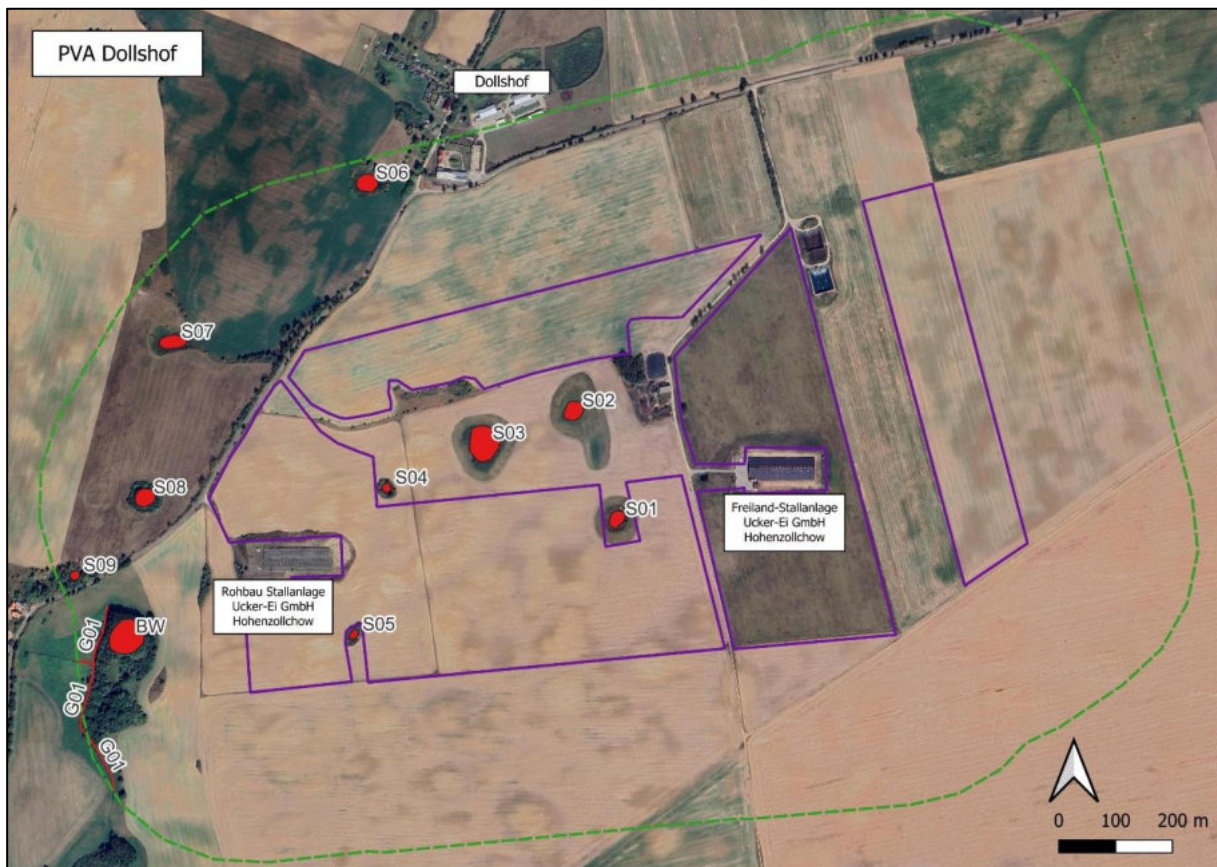 PVA Dollshof
Dollshof
S06
S07
S02
S03
S04
S08
S01
Freiland-Stallanlage
Ucker-Ei GmbH
Hohenzollchow
S09
Rohbau Stallanlage
Ucker-Ei GmbH
Hohenzollchow
S05
BW
G01
G01
G01
0 100 200 m